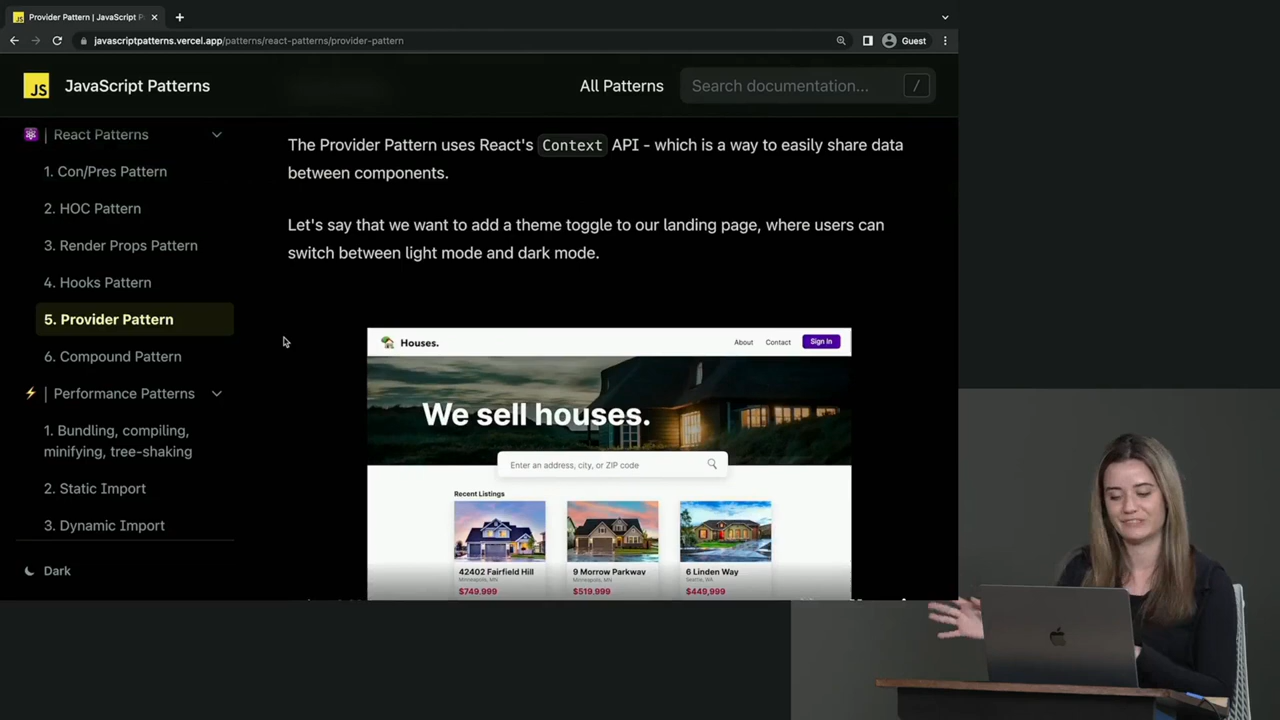 Provider Pattern | JavaScript P
javascriptpatterns.vercel.app/patterns/react-patterns/provider-pattern
Guest
JS
JavaScript Patterns
All Patterns
Search documentation...
/
React Patterns
1. Con/Pres Pattern
2. HOC Pattern
3. Render Props Pattern
4. Hooks Pattern
5. Provider Pattern
6. Compound Pattern
Performance Patterns
1. Bundling, compiling,
minifying, tree-shaking
2. Static Import
3. Dynamic Import
Dark
The Provider Pattern uses React's Context API - which is a way to easily share data
between components.
Let's say that we want to add a theme toggle to our landing page, where users can
switch between light mode and dark mode.
Houses.
About
Contact
Sign In
We sell houses.
Enter an address, city, or ZIP code
Recent Listings
42402 Fairfield Hill
Minneapolis, MN
$749.999
9 Morrow Parkway
Minneapolis, MN
$519.999
6 Linden Way
Seattle, WA
$449,999